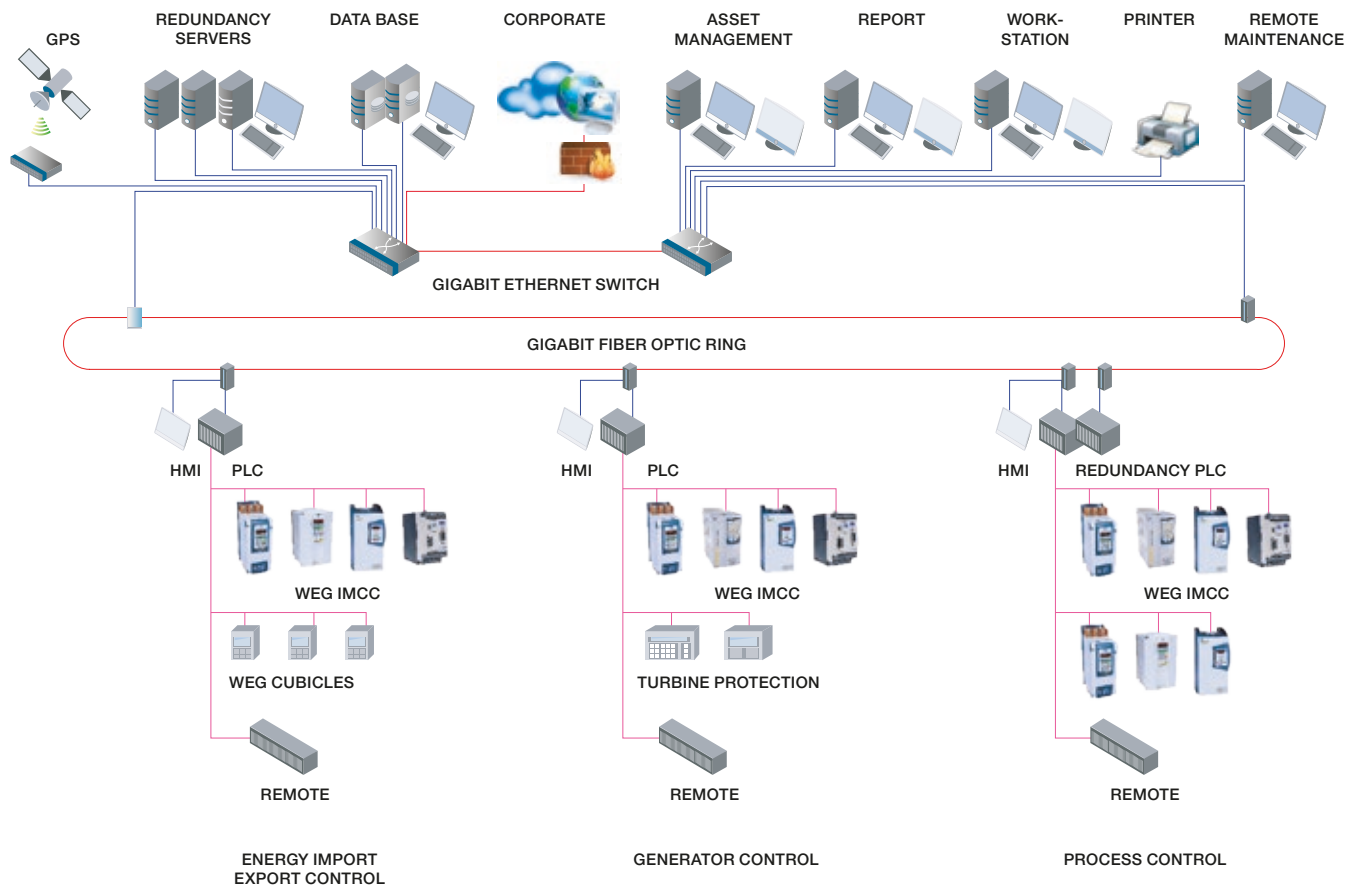 GPS
REDUNDANCY
SERVERS
DATA BASE
CORPORATE
ASSET
MANAGEMENT
REPORT
WORK-
STATION
PRINTER
REMOTE
MAINTENANCE
GIGABIT ETHERNET SWITCH
GIGABIT FIBER OPTIC RING
HMI
PLC
HMI
PLC
HMI
REDUNDANCY PLC
WEG IMCC
WEG IMCC
WEG IMCC
WEG CUBICLES
TURBINE PROTECTION
REMOTE
REMOTE
REMOTE
ENERGY IMPORT
EXPORT CONTROL
GENERATOR CONTROL
PROCESS CONTROL